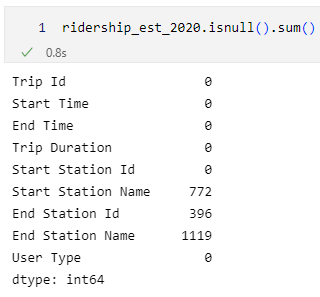 1 ridership_est_2020.isnull().sum()
0.8s
Trip Id 0
Start Time 0
End Time 0
Trip Duration 0
Start Station Id 0
Start Station Name 772
End Station Id 396
End Station Name 1119
User Type 0
dtype: int64